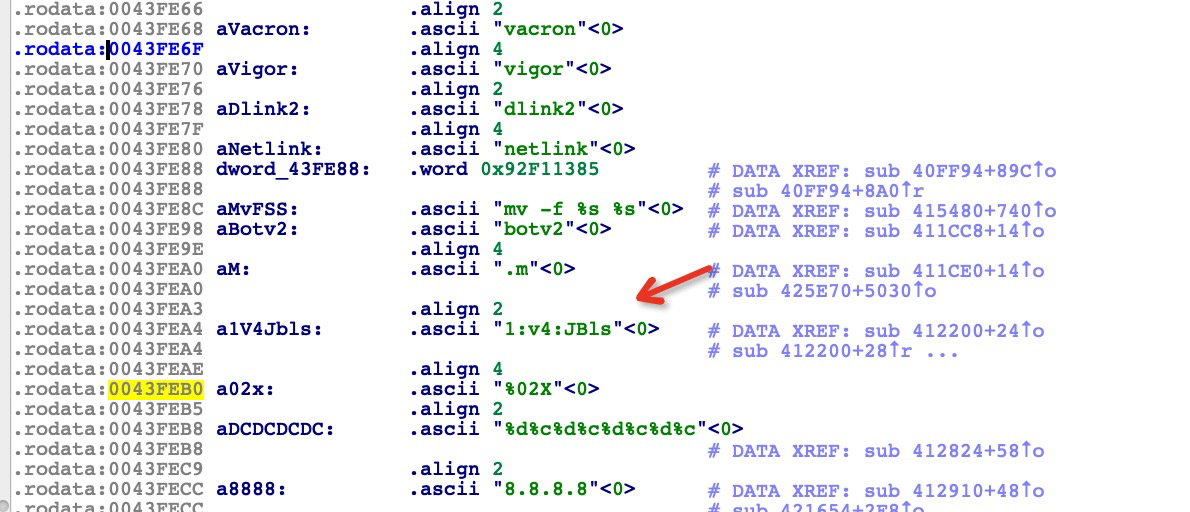 .rodata:0043FE66 .align 2
.rodata:0043FE68 aVacron: .ascii "vacron"<0>
.rodata:0043FE6F .align 4
.rodata:0043FE70 aVigor: .ascii "vigor"<0>
.rodata:0043FE76 .align 2
.rodata:0043FE78 aDlink2: .ascii "dlink2"<0>
.rodata:0043FE7F .align 4
.rodata:0043FE80 aNetlink: .ascii "netlink"<0>
.rodata:0043FE88 dword_43FE88: .word 0x92F11385 # DATA XREF: sub 40FF94+89C↑o
.rodata:0043FE88 # sub 40FF94+8A0↑r
.rodata:0043FE8C aMvFSS: .ascii "mv -f %s %s"<0> # DATA XREF: sub 415480+740↑o
.rodata:0043FE98 aBotv2: .ascii "botv2"<0> # DATA XREF: sub 411CC8+14↑o
.rodata:0043FE9E .align 4
.rodata:0043FEA0 aM: .ascii ".m"<0> # DATA XREF: sub 411CE0+14↑o
.rodata:0043FEA0 # sub 425E70+5030↑o
.rodata:0043FEA3 .align 2
.rodata:0043FEA4 a1V4Jbls: .ascii "1:v4:JBls"<0> # DATA XREF: sub 412200+24↑o
.rodata:0043FEA4 # sub 412200+28↑r ...
.rodata:0043FEAE .align 4
.rodata:0043FEB0 a02x: .ascii "%02X"<0>
.rodata:0043FEB5 .align 2
.rodata:0043FEB8 aDCDCDCDC: .ascii "%d%c%d%c%d%c%d%c"<0>
.rodata:0043FEB8 # DATA XREF: sub 412824+58↑o
.rodata:0043FEC9 .align 2
.rodata:0043FECC a8888: .ascii "8.8.8.8"<0> # DATA XREF: sub 412910+48↑o
.rodata:0043FECC # sub 421654+2F8↑o